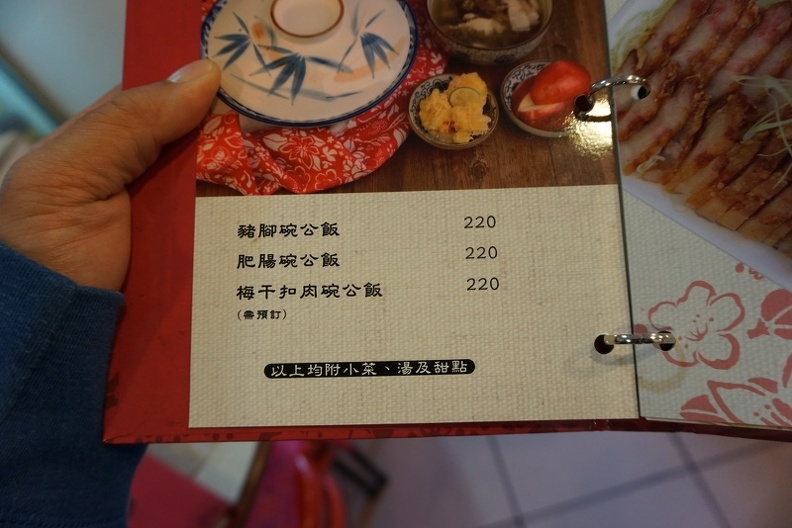 豬腳碗公飯 220
肥腸碗公飯 220
梅干扣肉碗公飯 220
(需預訂)
以上均附小菜、湯及甜點